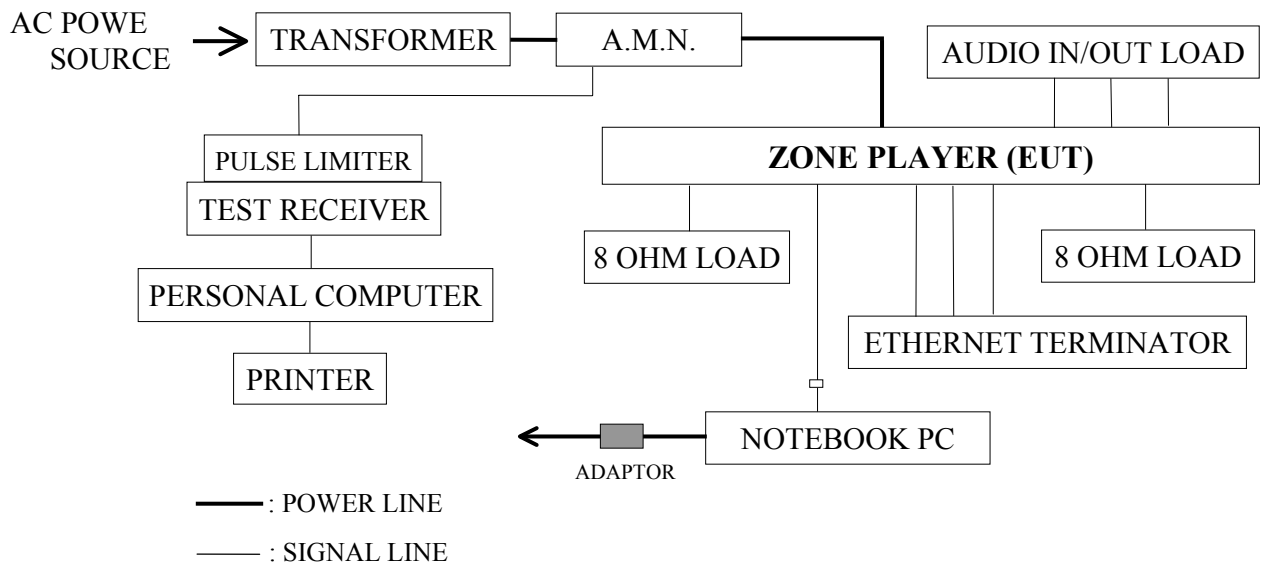 AC POWE
SOURCE
TRANSFORMER
A.M.N.
AUDIO IN/OUT LOAD
PULSE LIMITER
ZONE PLAYER (EUT)
TEST RECEIVER
8 OHM LOAD
8 OHM LOAD
PERSONAL COMPUTER
ETHERNET TERMINATOR
PRINTER
NOTEBOOK PC
ADAPTOR
: POWER LINE
: SIGNAL LINE